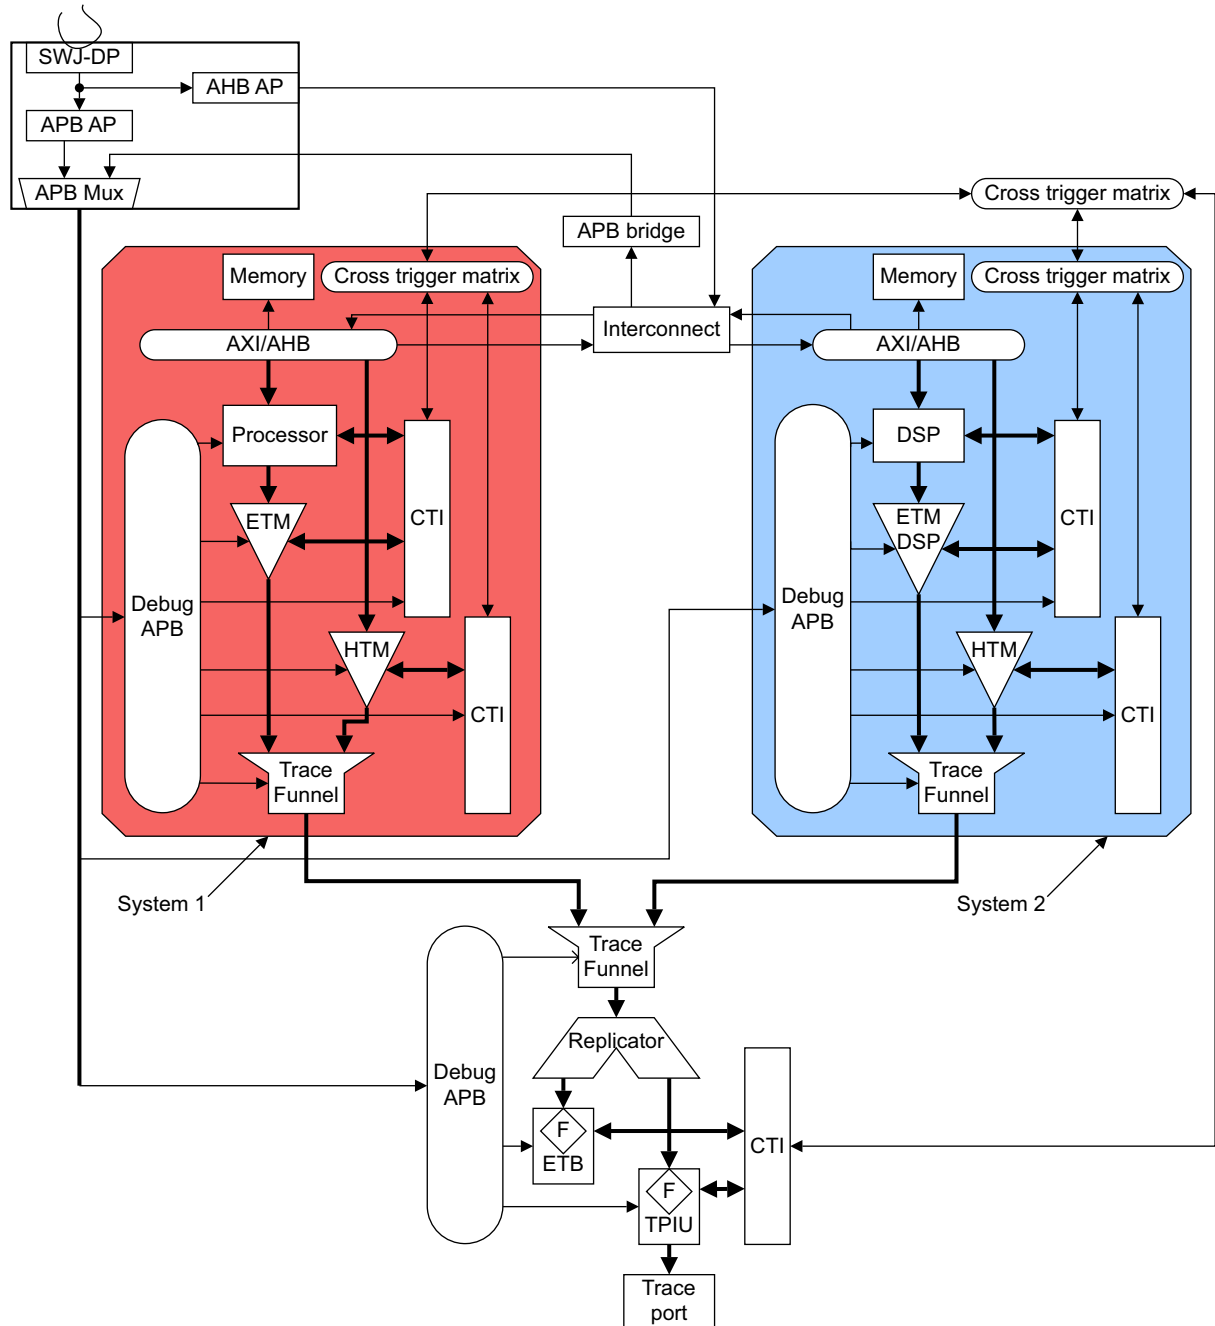 SWJ-DP
AHB AP
APB AP
APB Mux
Cross trigger matrix
APB bridge
Memory
Cross trigger matrix
Memory
Cross trigger matrix
Interconnect
AXI/AHB
AXI/AHB
Processor
DSP
ETM
CTI
ETM
DSP
CTI
Debug
APB
Debug
APB
HTM
HTM
CTI
CTI
Trace
Funnel
Trace
Funnel
System 1
System 2
Trace
Funnel
Replicator
Debug
APB
F
ETB
CTI
F
TPIU
Trace
port